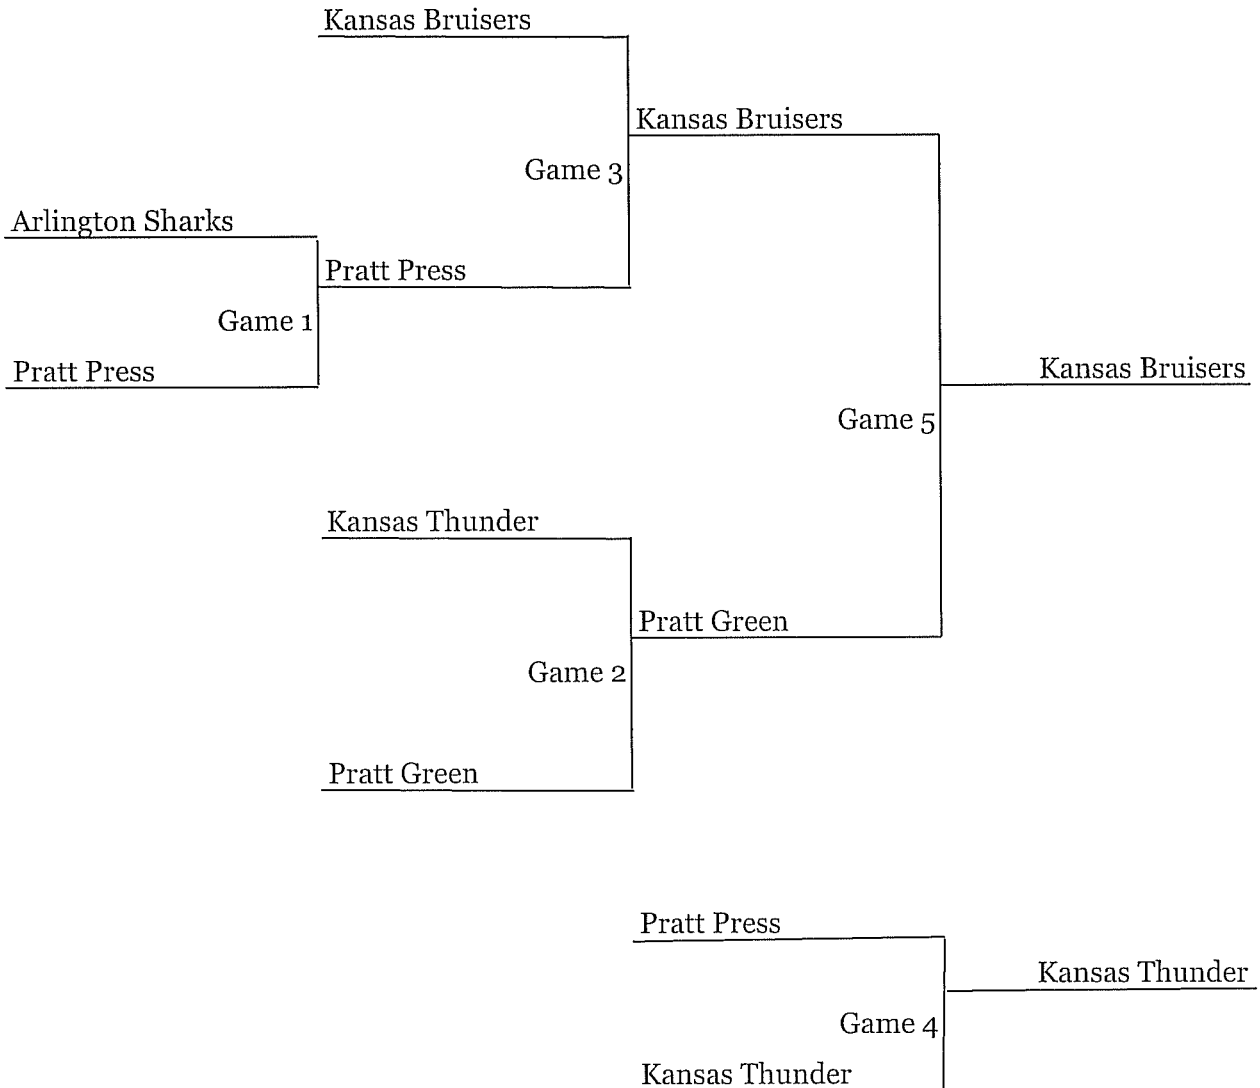 Kansas Bruisers
Kansas Bruisers
Game 3
Arlington Sharks
Pratt Press
Game 1
Pratt Press
Kansas Bruisers
Game 5
Kansas Thunder
Pratt Green
Game 2
Pratt Green
Pratt Press
Kansas Thunder
Game 4
Kansas Thunder